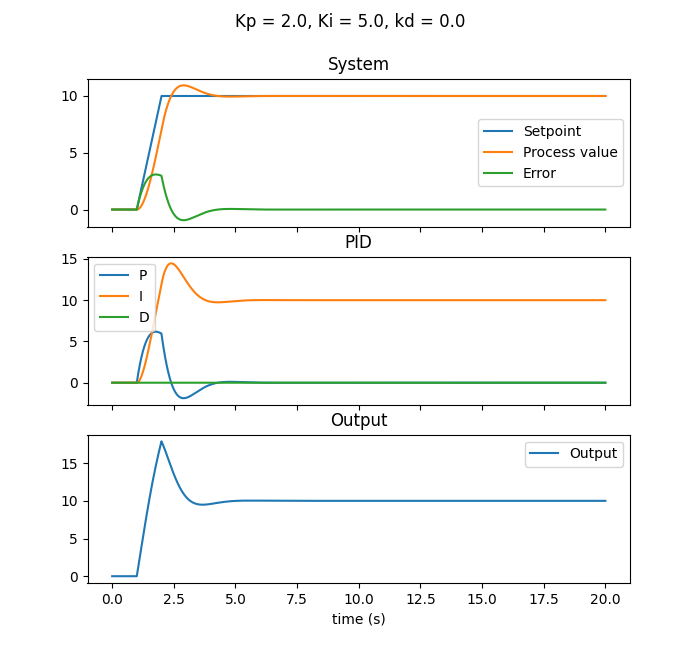 Kp = 2.0, Ki = 5.0, kd = 0.0
System
10
5
0
Setpoint
Process value
Error
PID
15
10
5
0
P
I
D
Output
15
10
5
0
Output
0.0 2.5 5.0 7.5 10.0 12.5 15.0 17.5 20.0
time (s)